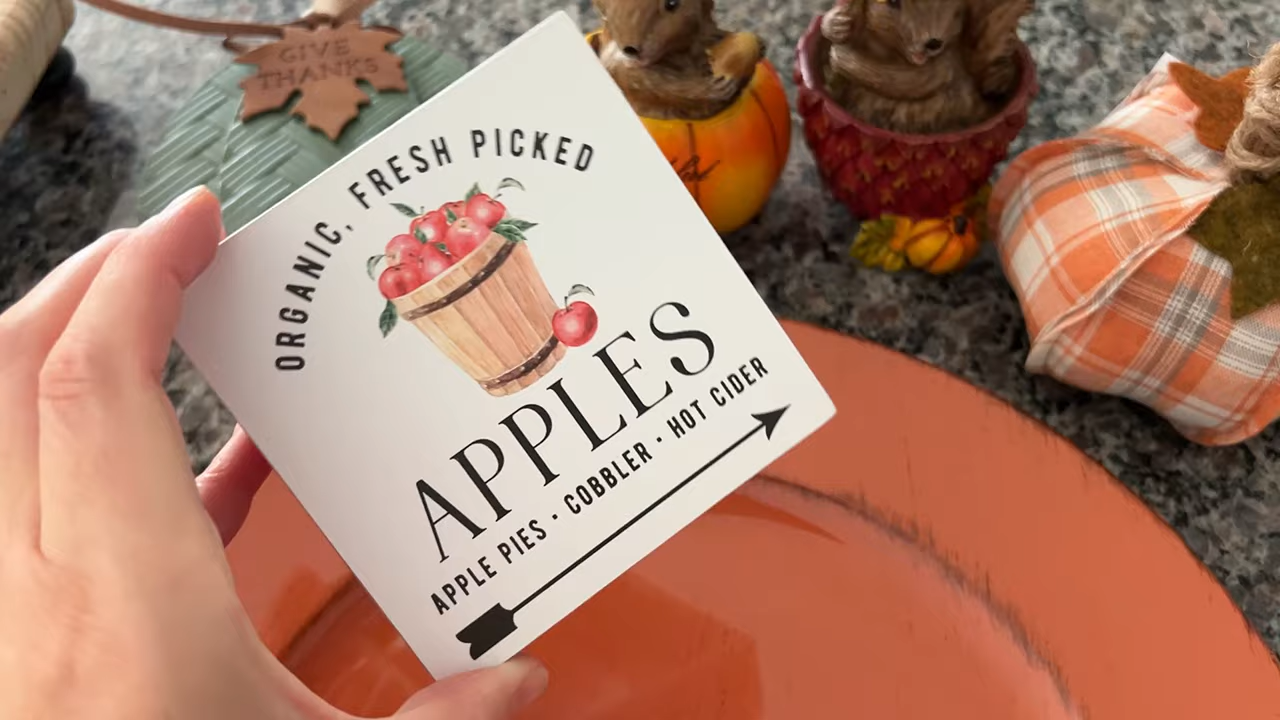 GIVE
THANKS
ORGANIC, FRESH PICKED
APPLES
APPLE PIES · COBBLER · HOT CIDER